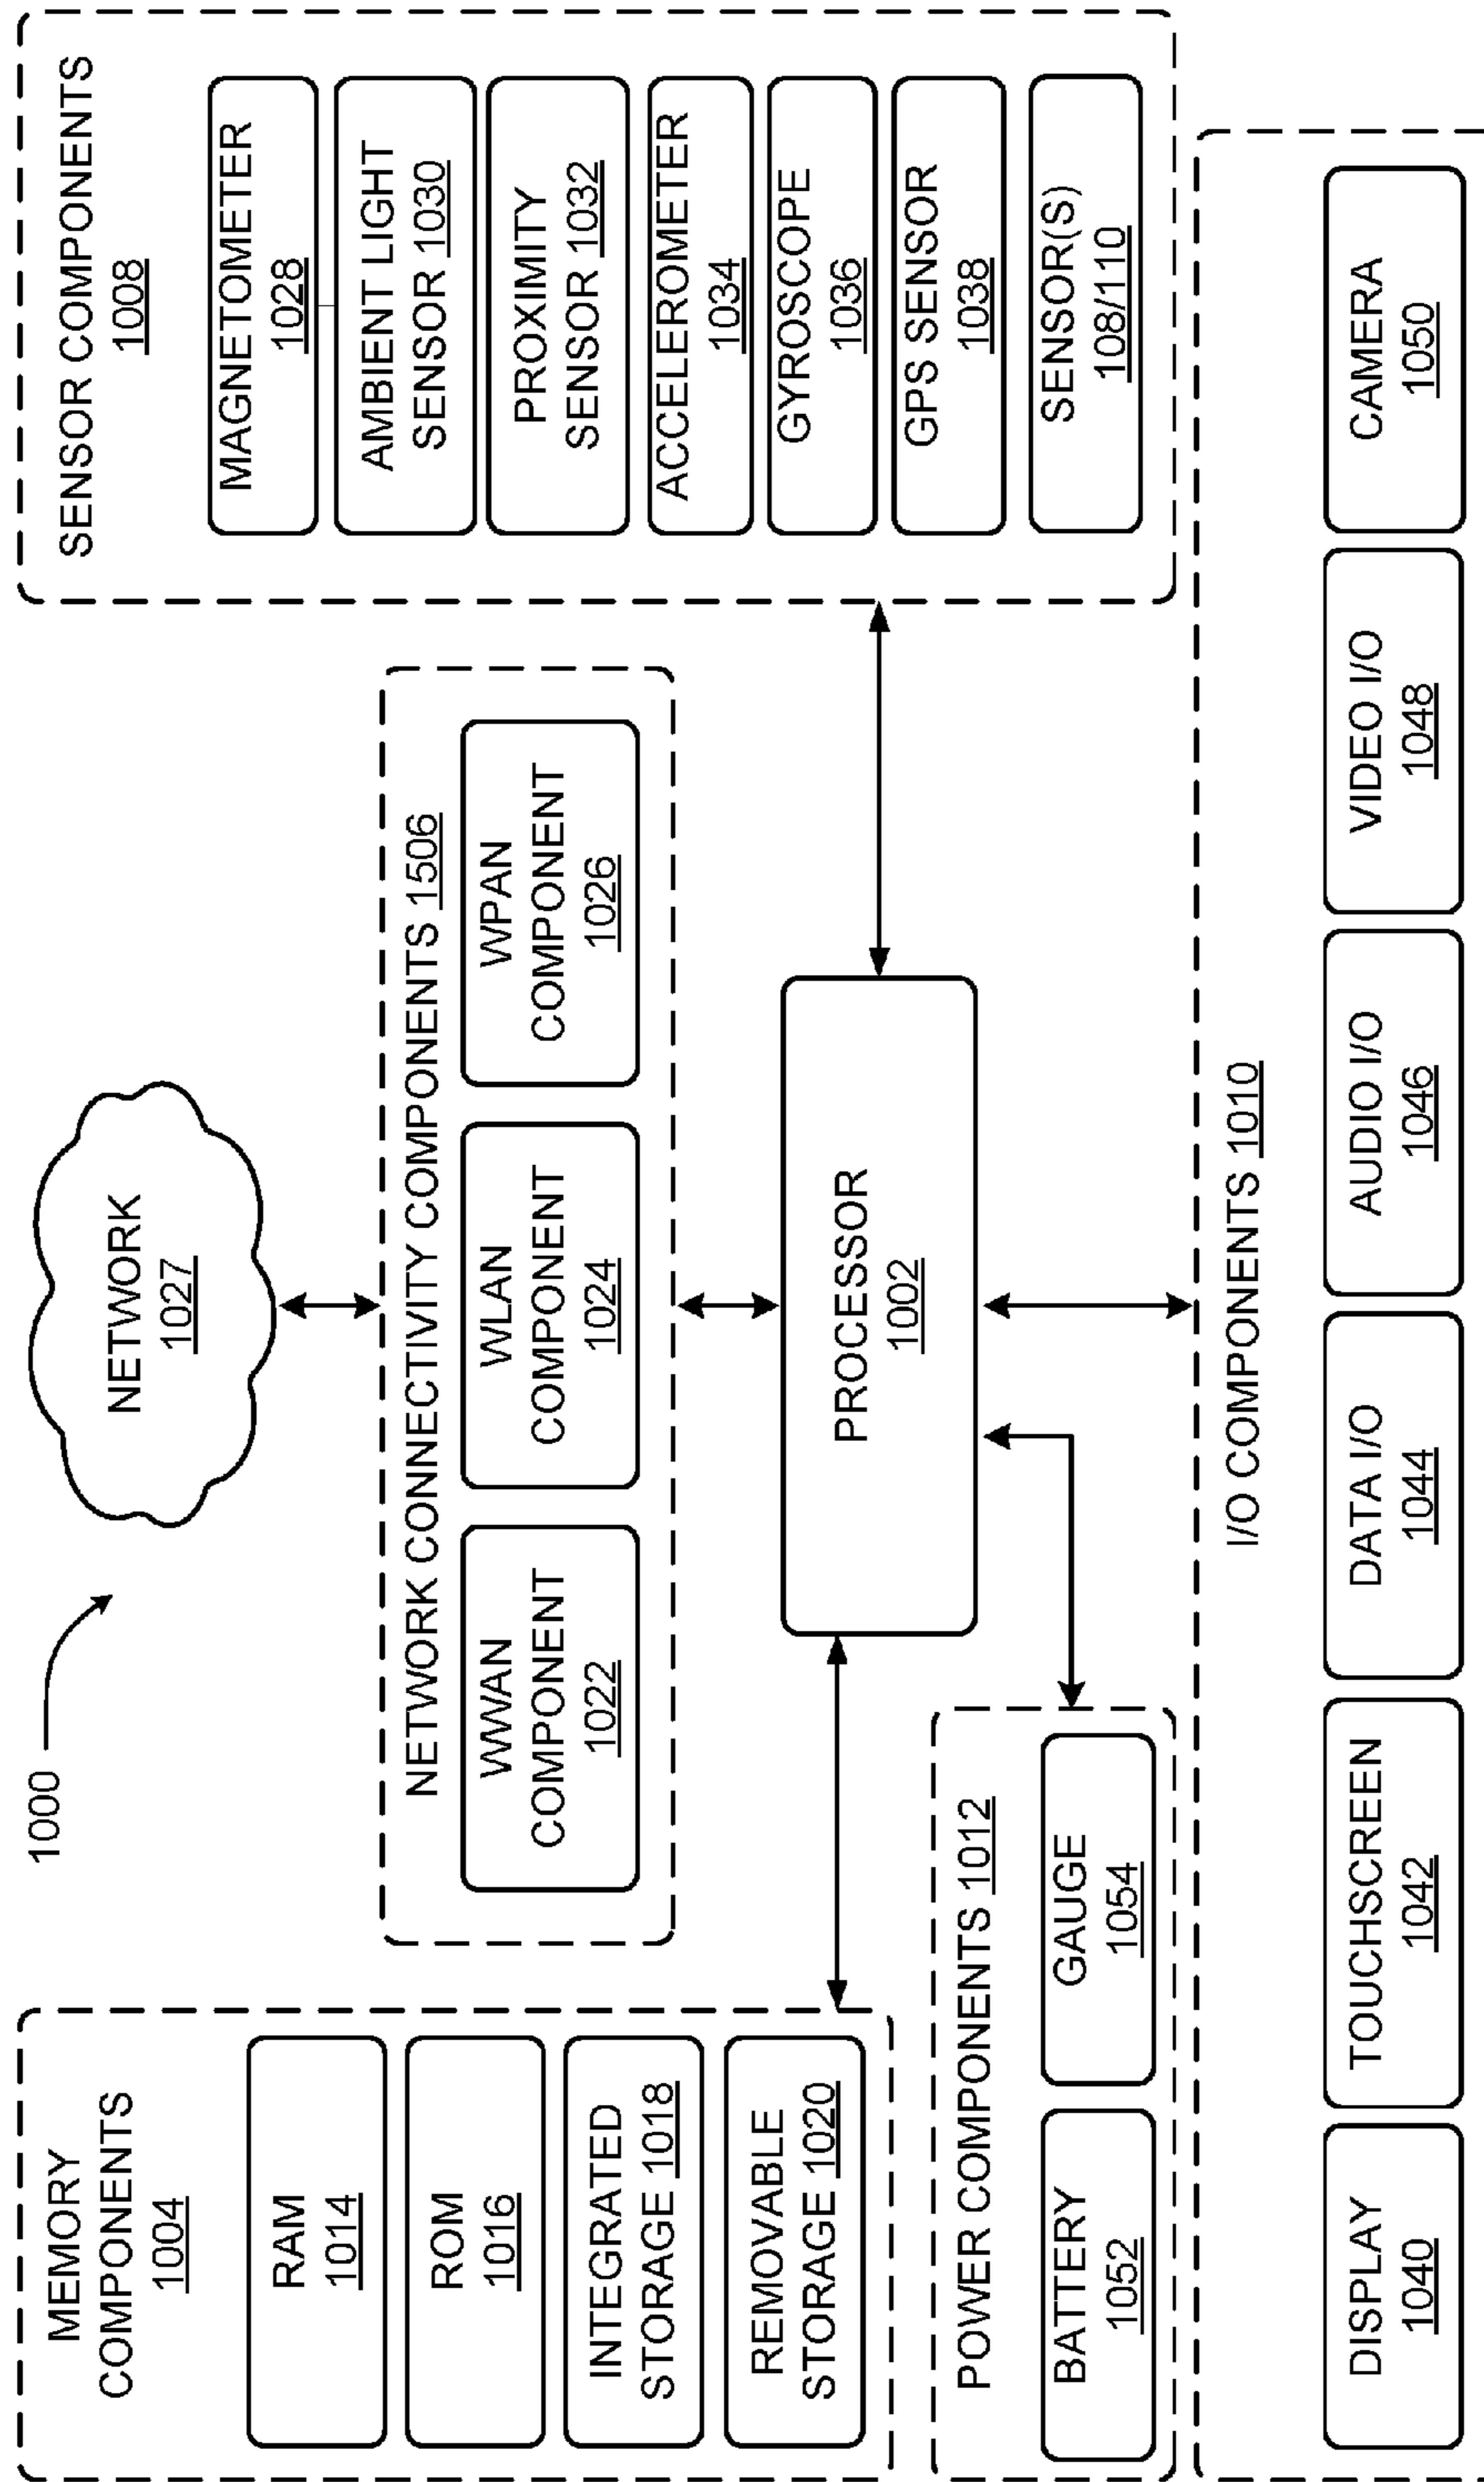 1000
NETWORK
1027
MEMORY
COMPONENTS
1004
RAM
1014
ROM
1016
INTEGRATED
STORAGE 1018
REMOVABLE
STORAGE 1020
NETWORK CONNECTIVITY COMPONENTS 1506
WWAN
COMPONENT
1022
WLAN
COMPONENT
1024
WPAN
COMPONENT
1026
SENSOR COMPONENTS
1008
MAGNETOMETER
1028
AMBIENT LIGHT
SENSOR 1030
PROXIMITY
SENSOR 1032
ACCELEROMETER
1034
GYROSCOPE
1036
GPS SENSOR
1038
SENSOR(S)
108/110
PROCESSOR
1002
POWER COMPONENTS 1012
BATTERY
1052
GAUGE
1054
I/O COMPONENTS 1010
DISPLAY
1040
TOUCHSCREEN
1042
DATA I/O
1044
AUDIO I/O
1046
VIDEO I/O
1048
CAMERA
1050